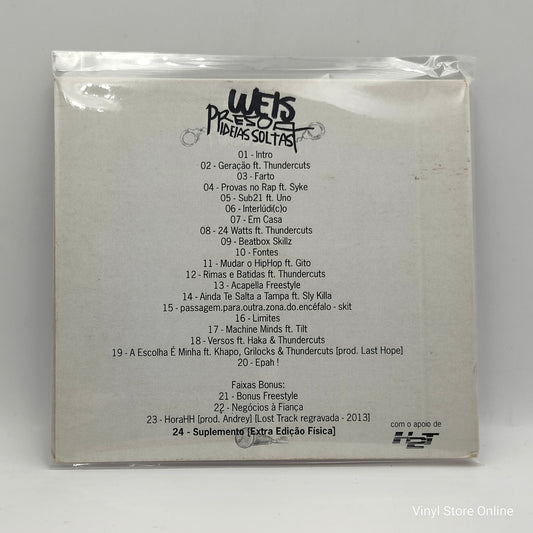 WEIS
PRESO A
IDEIAS SOLTAS
01 - Intro
02 - Geração ft. Thundercuts
03 - Farto
04 - Provas no Rap ft. Syke
05 - Sub21 ft. Uno
06 - Interlúdi(c)o
07 - Em Casa
08 - 24 Watts ft. Thundercuts
09 - Beatbox Skillz
10 - Fontes
11 - Mudar o HipHop ft. Gito
12 - Rimas e Batidas ft. Thundercuts
13 - Acapella Freestyle
14 - Ainda Te Salta a Tampa ft. Sly Killa
15 - passagem.para.outra.zona.do.encéfalo - skit
16 - Limites
17 - Machine Minds ft. Tilt
18 - Versos ft. Haka & Thundercuts
19 - A Escolha É Minha ft. Khapo, Grilocks & Thundercuts [prod. Last Hope]
20 - Epah !
Faixas Bonus:
21 - Bonus Freestyle
22 - Negócios à Fiança
23 - HoraHH [prod. Andrey] [Lost Track regravada - 2013]
24 - Suplemento [Extra Edição Física]
com o apoio de
H2T
Vinyl Store Online